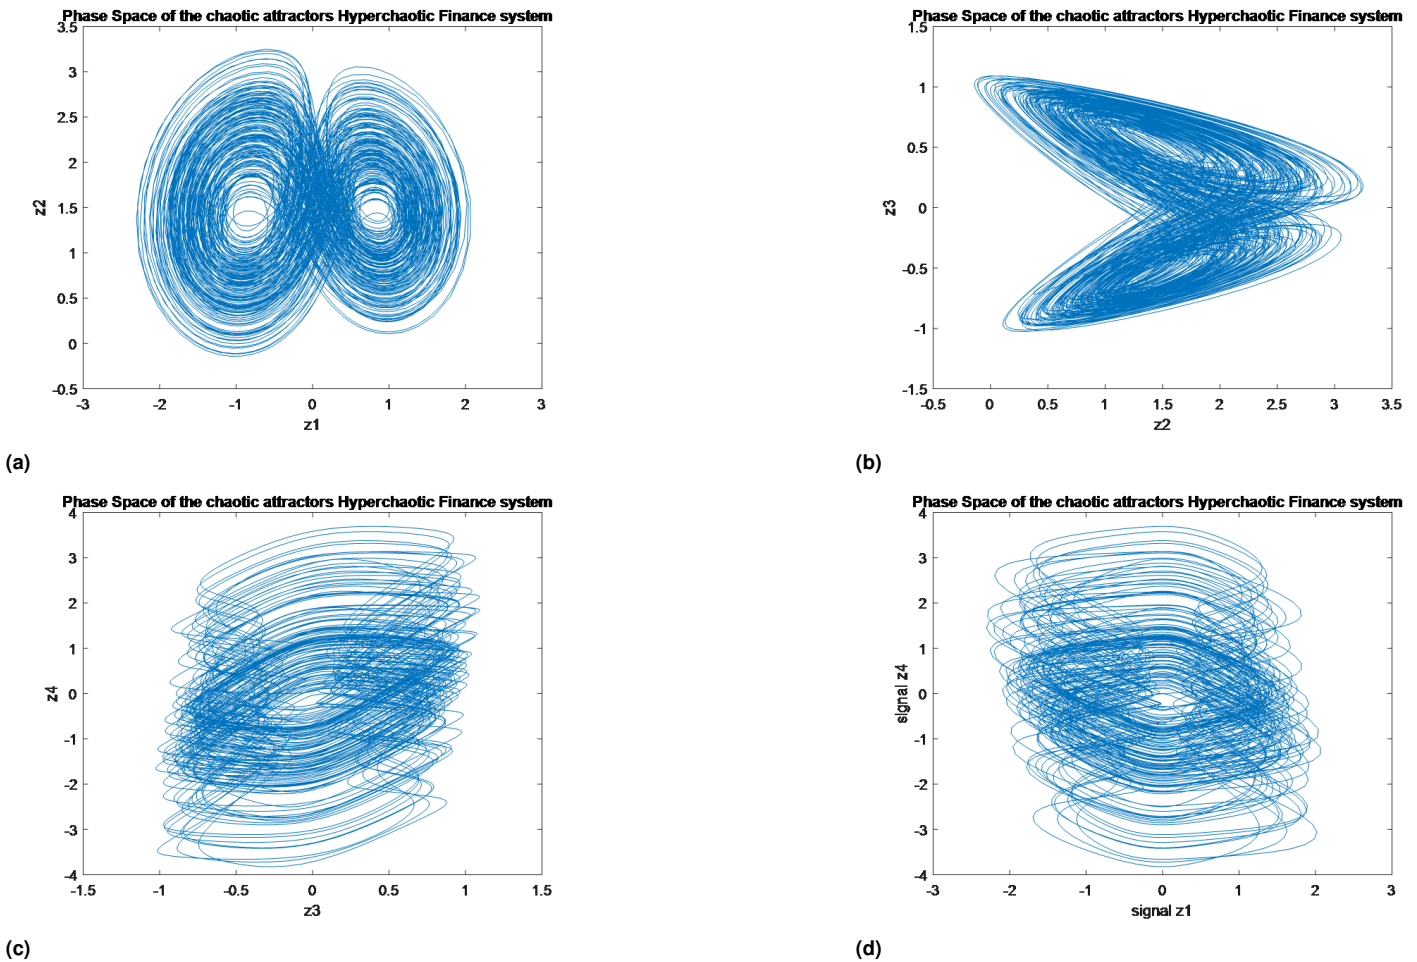 Phase Space of the chaotic attractors Hyperchaotic Finance system
3.5
3
2.5
2
1.5
1
0.5
0
-0.5
z2
-3 -2 -1 0 1 2 3
z1
(a)
Phase Space of the chaotic attractors Hyperchaotic Finance system
1.5
1
0.5
0
-0.5
-1
-1.5
z3
-0.5 0 0.5 1 1.5 2 2.5 3 3.5
z2
(b)
Phase Space of the chaotic attractors Hyperchaotic Finance system
4
3
2
1
0
-1
-2
-3
-4
z4
-1.5 -1 -0.5 0 0.5 1 1.5
z3
(c)
Phase Space of the chaotic attractors Hyperchaotic Finance system
4
3
2
1
0
-1
-2
-3
-4
signal z4
-3 -2 -1 0 1 2 3
signal z1
(d)